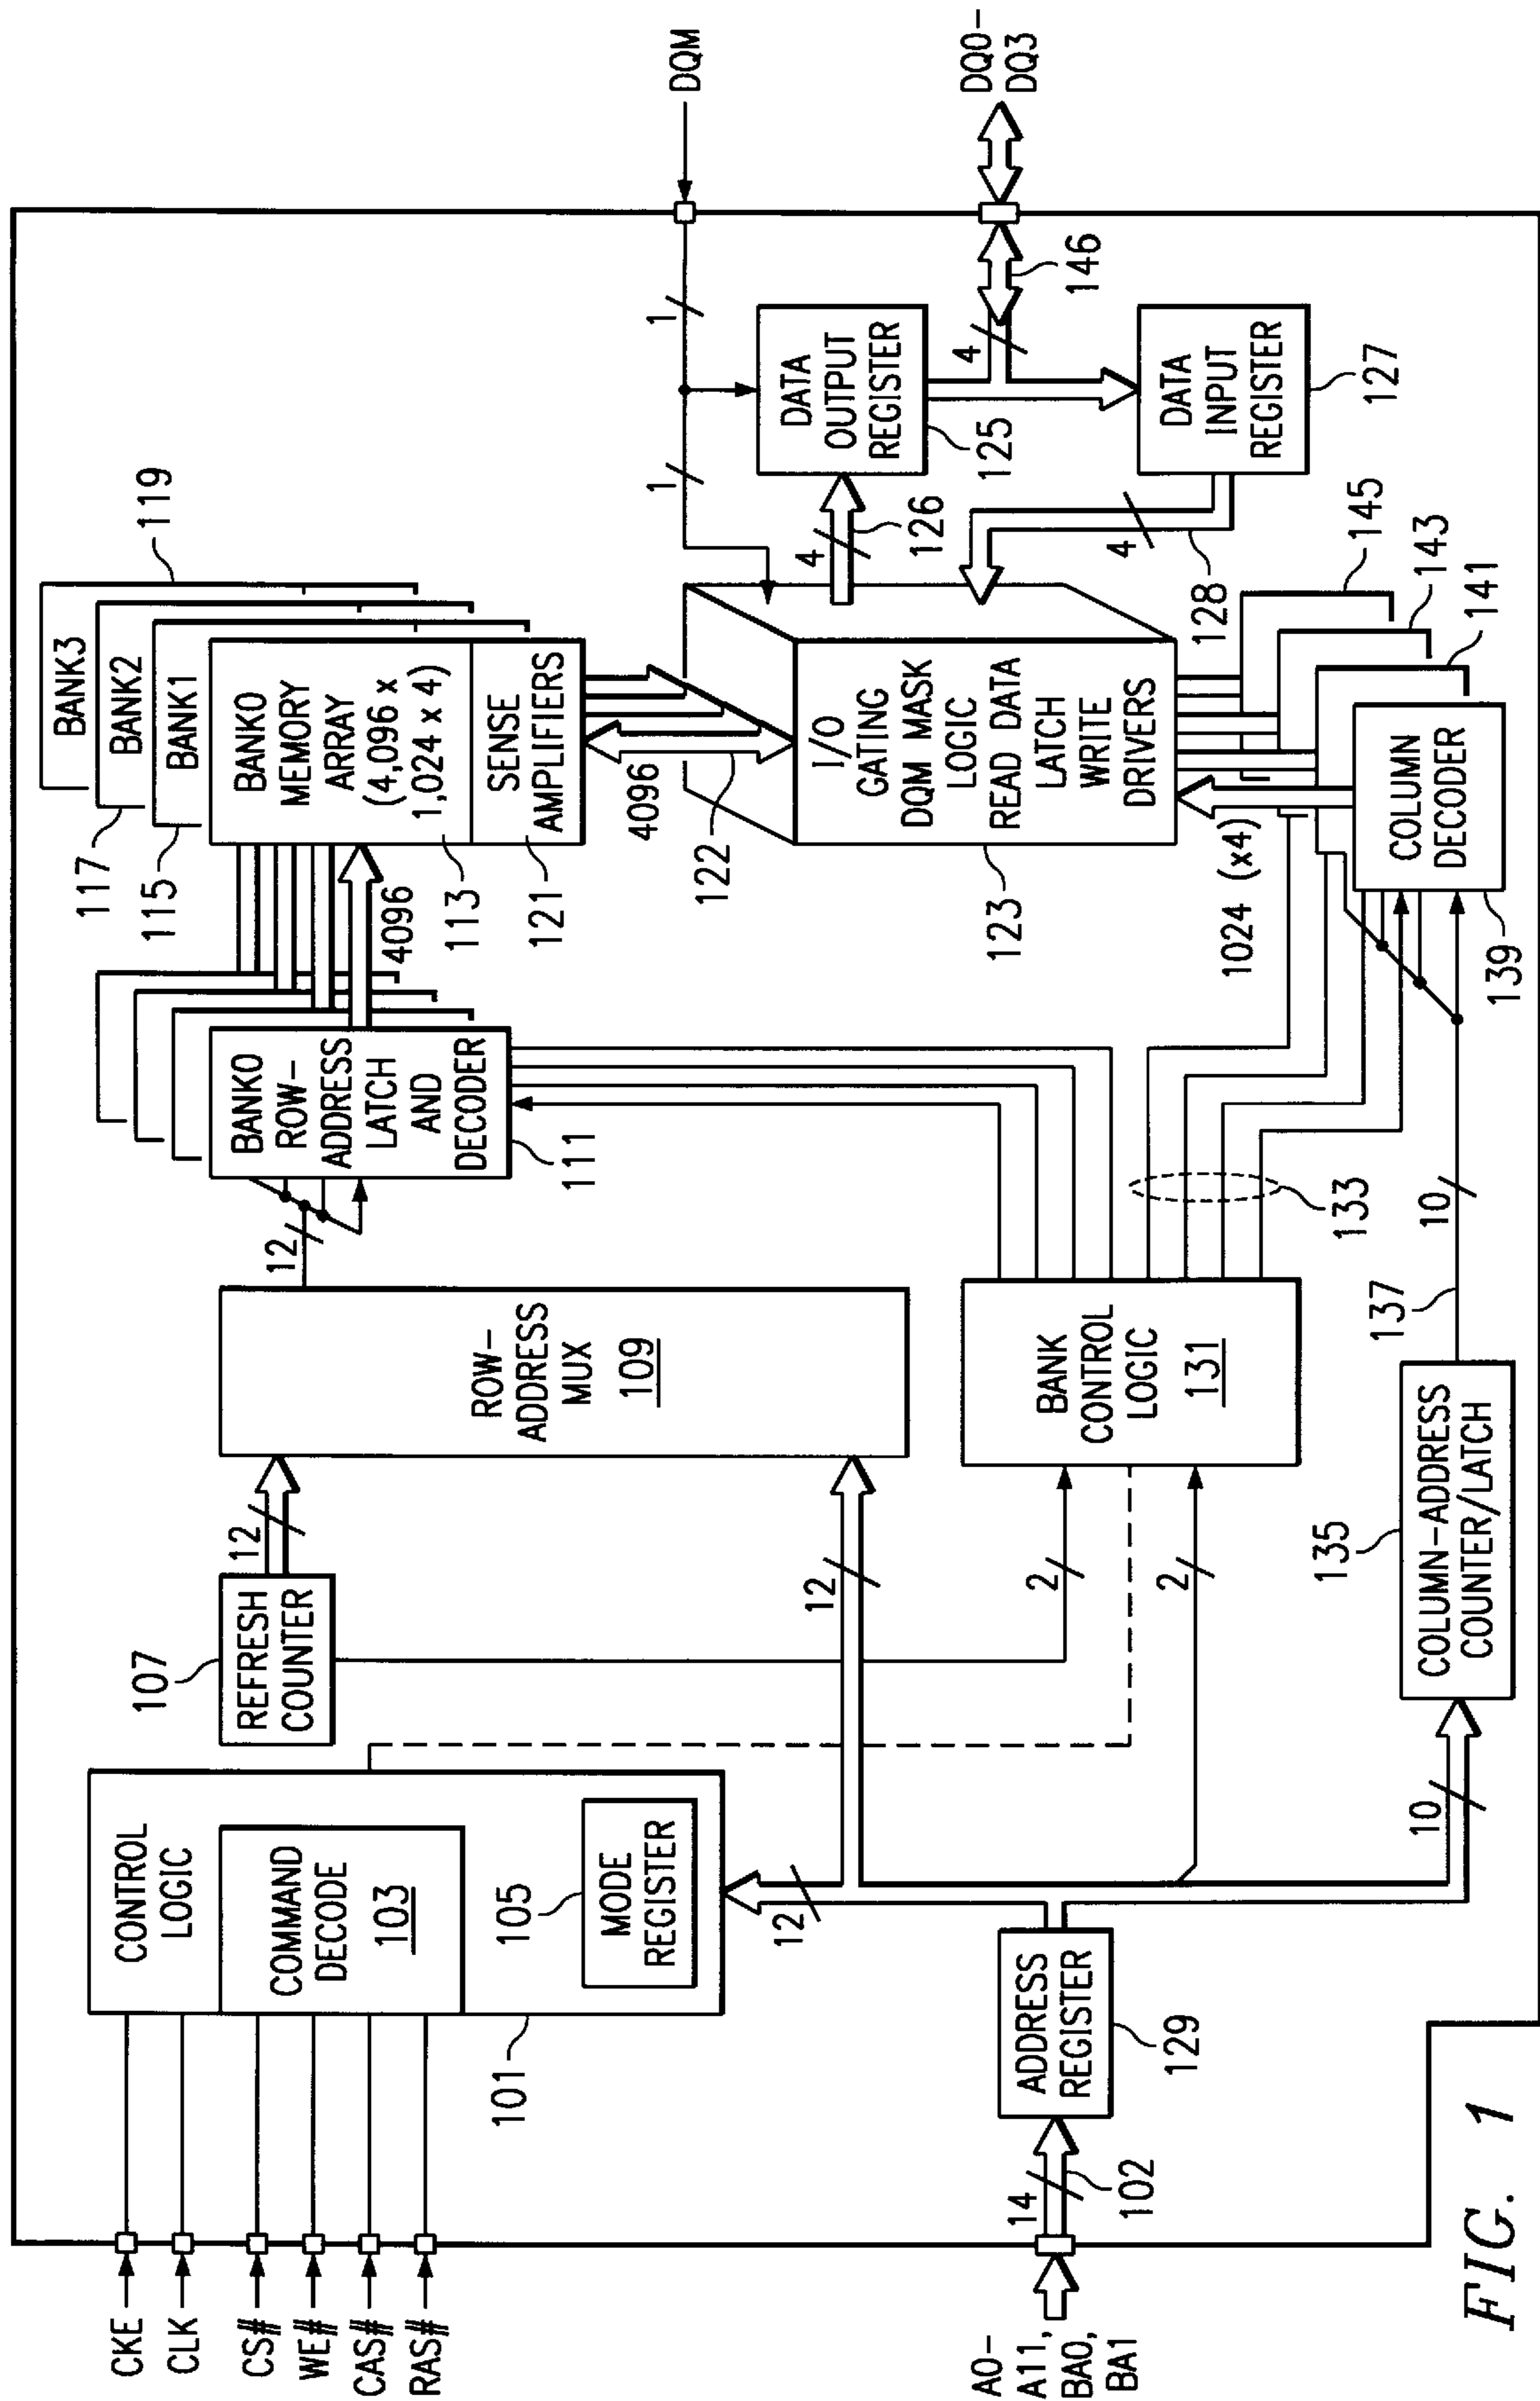 CKE
CLK
CS#
WE#
CAS#
RAS#
A0-
A11,
BA0,
BA1
14
102
CONTROL
LOGIC
COMMAND
DECODE
103
105
MODE
REGISTER
101
12
ADDRESS
REGISTER
129
107
REFRESH
COUNTER
12
12
2
2
10
ROW-
ADDRESS
MUX
109
BANK
CONTROL
LOGIC
131
135
COLUMN-ADDRESS
COUNTER/LATCH
12
BANK0
ROW-
ADDRESS
LATCH
AND
DECODER
111
133
137
10
4096
117
115
BANK3
BANK2
BANK1
BANK0
MEMORY
ARRAY
(4,096 x
1,024 x 4)
113
SENSE
AMPLIFIERS
121
119
4096
122
I/O
GATING
DQM MASK
LOGIC
READ DATA
LATCH
WRITE
DRIVERS
123
1024 (x4)
COLUMN
DECODER
139
141
143
145
1
1
4
126
4
128
DATA
OUTPUT
REGISTER
125
4
146
DATA
INPUT
REGISTER
127
DQM
DQ0-
DQ3
FIG. 1